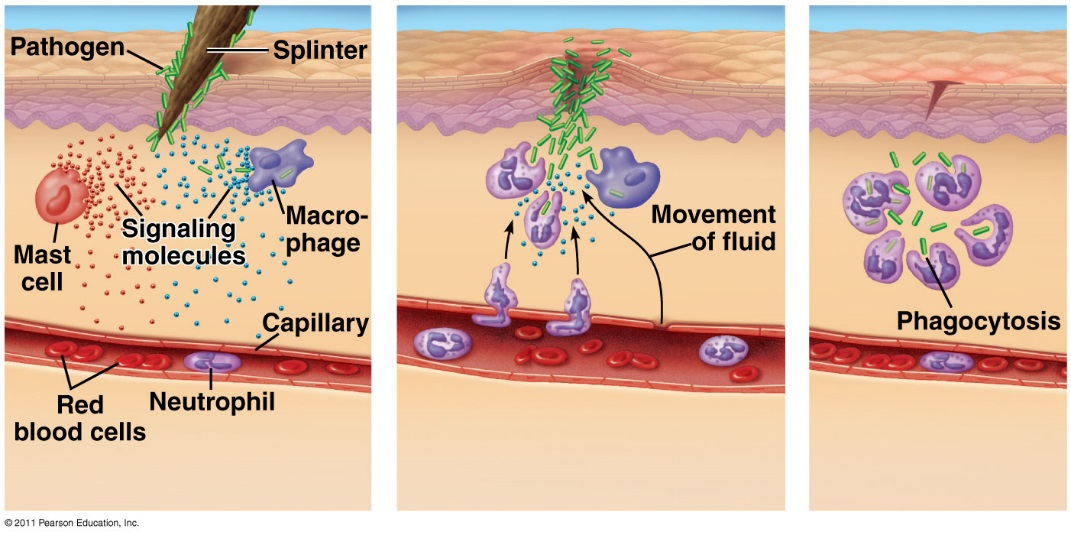 Pathogen
Splinter
Signaling
molecules
Macro-
phage
Mast
cell
Capillary
Red
blood cells
Neutrophil
Movement
of fluid
Phagocytosis
© 2011 Pearson Education, Inc.